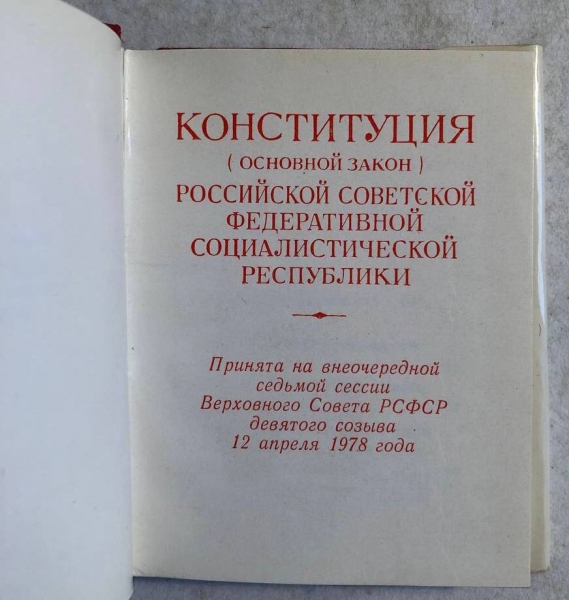 КОНСТИТУЦИЯ
( ОСНОВНОЙ ЗАКОН )
РОССИЙСКОЙ СОВЕТСКОЙ
ФЕДЕРАТИВНОЙ
СОЦИАЛИСТИЧЕСКОЙ
РЕСПУБЛИКИ
Принята на внеочередной
седьмой сессии
Верховного Совета РСФСР
девятого созыва
12 апреля 1978 года